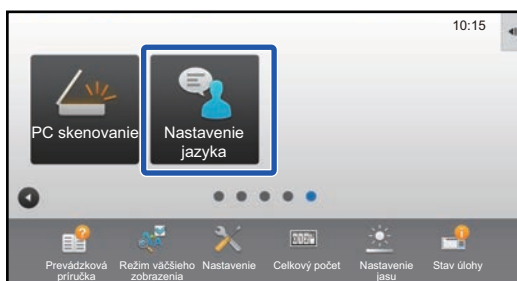 10:15
PC skenovanie
Nastavenie
jazyka
Prevádzková
príručka
Režim väčšieho
zobrazenia
Nastavenie
Celkový počet
Nastavenie
jasu
Stav úlohy